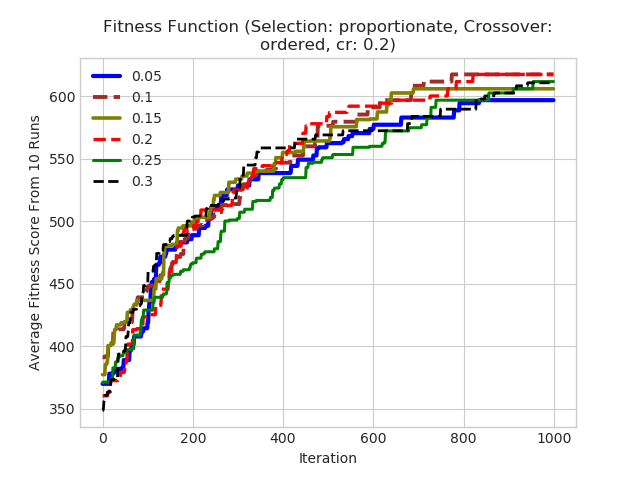 Fitness Function (Selection: proportionate, Crossover:
ordered, cr: 0.2)
Average Fitness Score From 10 Runs
600
550
500
450
400
350
0.05
0.1
0.15
0.2
0.25
0.3
0 200 400 600 800 1000
Iteration